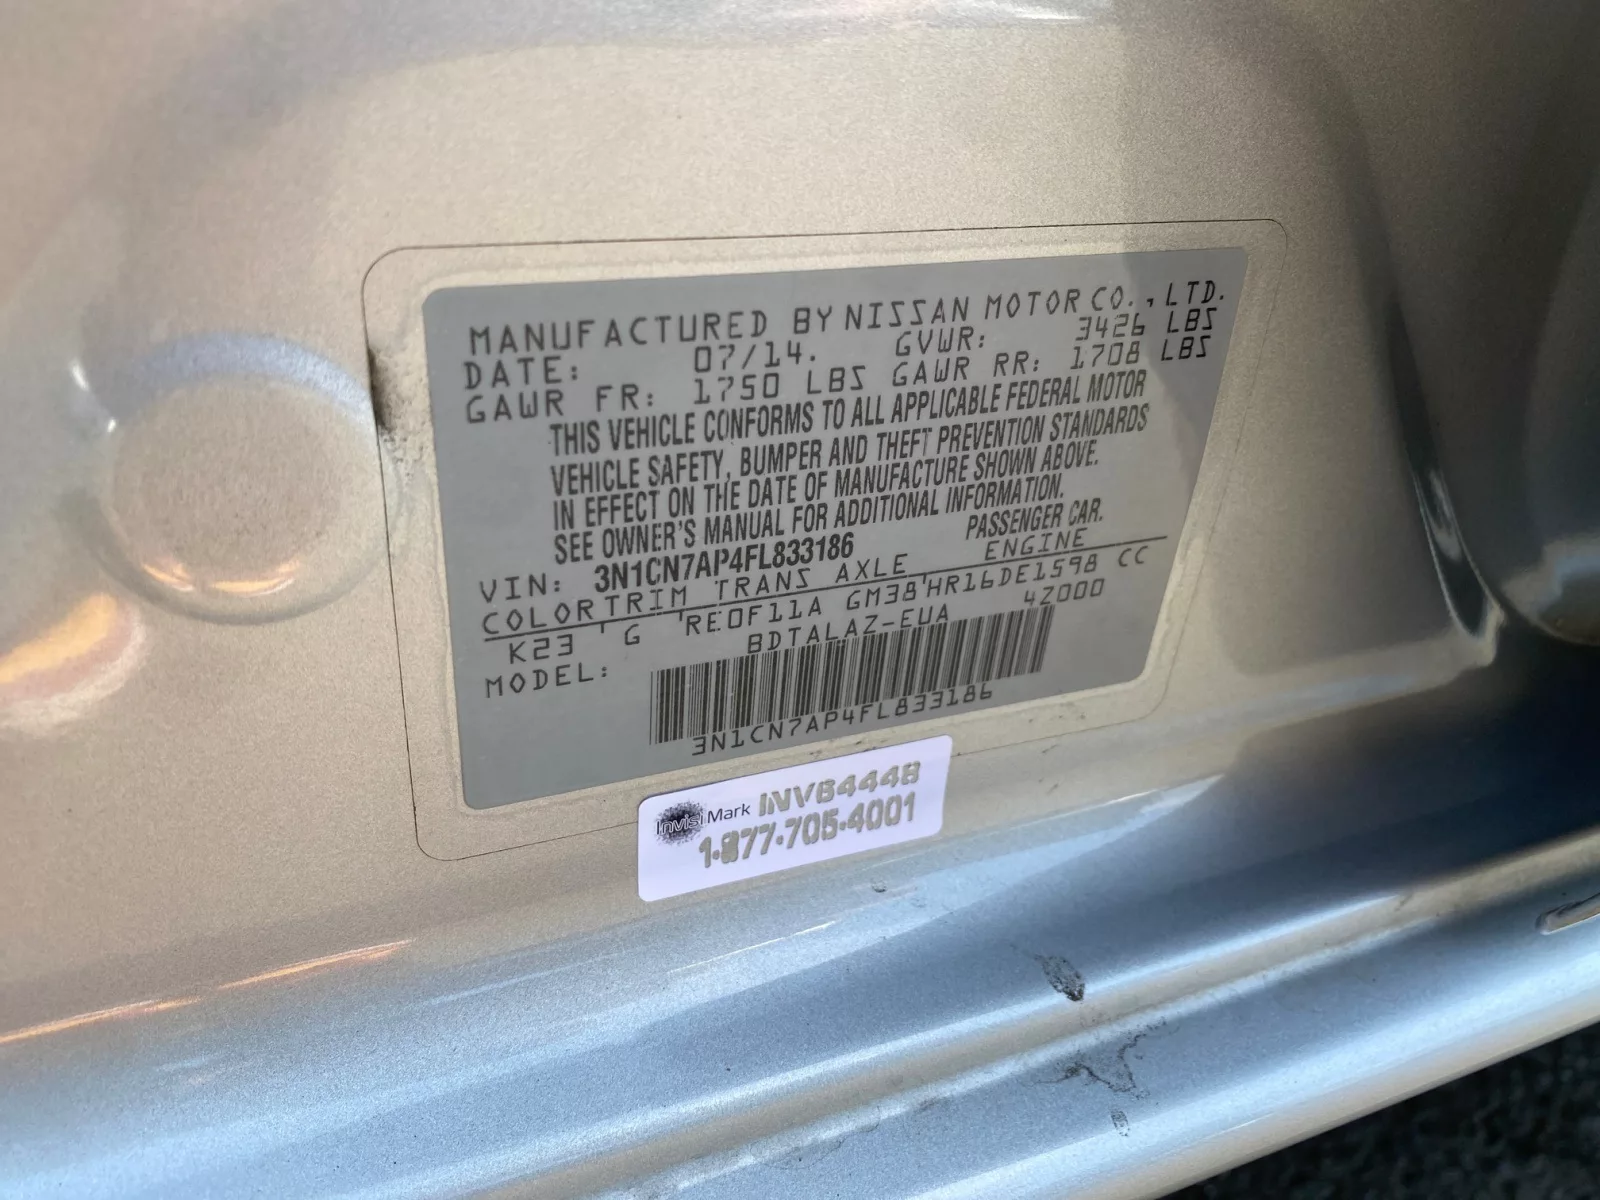 MANUFACTURED BY NISSAN MOTOR CO., LTD.
DATE: 07/14. GVWR: 3426 LBS
GAWR FR: 1750 LBS GAWR RR: 1708 LBS
THIS VEHICLE CONFORMS TO ALL APPLICABLE FEDERAL MOTOR
VEHICLE SAFETY, BUMPER AND THEFT PREVENTION STANDARDS
IN EFFECT ON THE DATE OF MANUFACTURE SHOWN ABOVE.
SEE OWNER'S MANUAL FOR ADDITIONAL INFORMATION.
VIN: 3N1CN7AP4FL833186 PASSENGER CAR.
COLOR TRIM TRANS AXLE ENGINE
K23 G RE0F11A GM38 HR16DE1598 CC
MODEL: BDTALAZ-EUA 4Z000
3N1CN7AP4FL833186
InvisiMark INV84448
1·877·705·4001